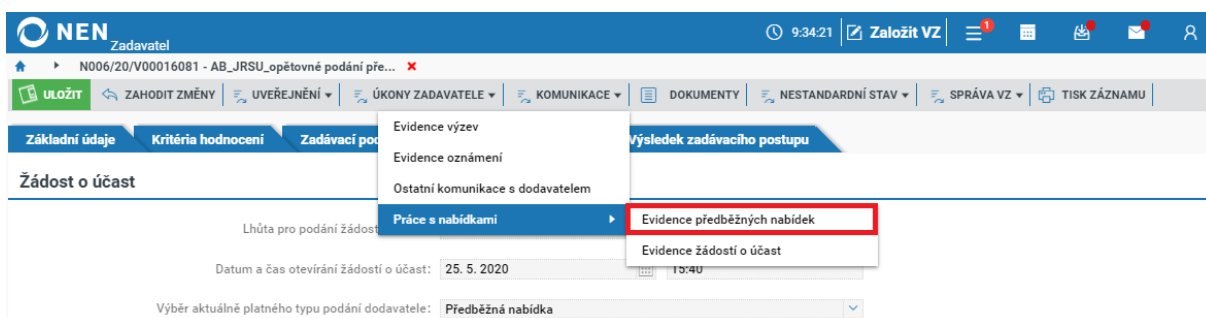 NEN Zadavatel 9:34:21 Založit VZ 1
N006/20/V00016081 - AB_JRSU_opětovné podání pře...
ULOŽIT ZAHODIT ZMĚNY UVEŘEJNĚNÍ ÚKONY ZADAVATELE KOMUNIKACE DOKUMENTY NESTANDARDNÍ STAV SPRÁVA VZ TISK ZÁZNAMU
Evidence výzev
Základní údaje Kritéria hodnocení Zadávací Výsledek zadávacího postupu
Evidence oznámení
Žádost o účast
Ostatní komunikace s dodavatelem
Práce s nabídkami Evidence předběžných nabídek
Lhůta pro podání
Evidence žádostí o účast
Datum a čas otevírání žádostí o účast: 25. 5. 2020 15:40
Výběr aktuálně platného typu podání dodavatele: Předběžná nabídka